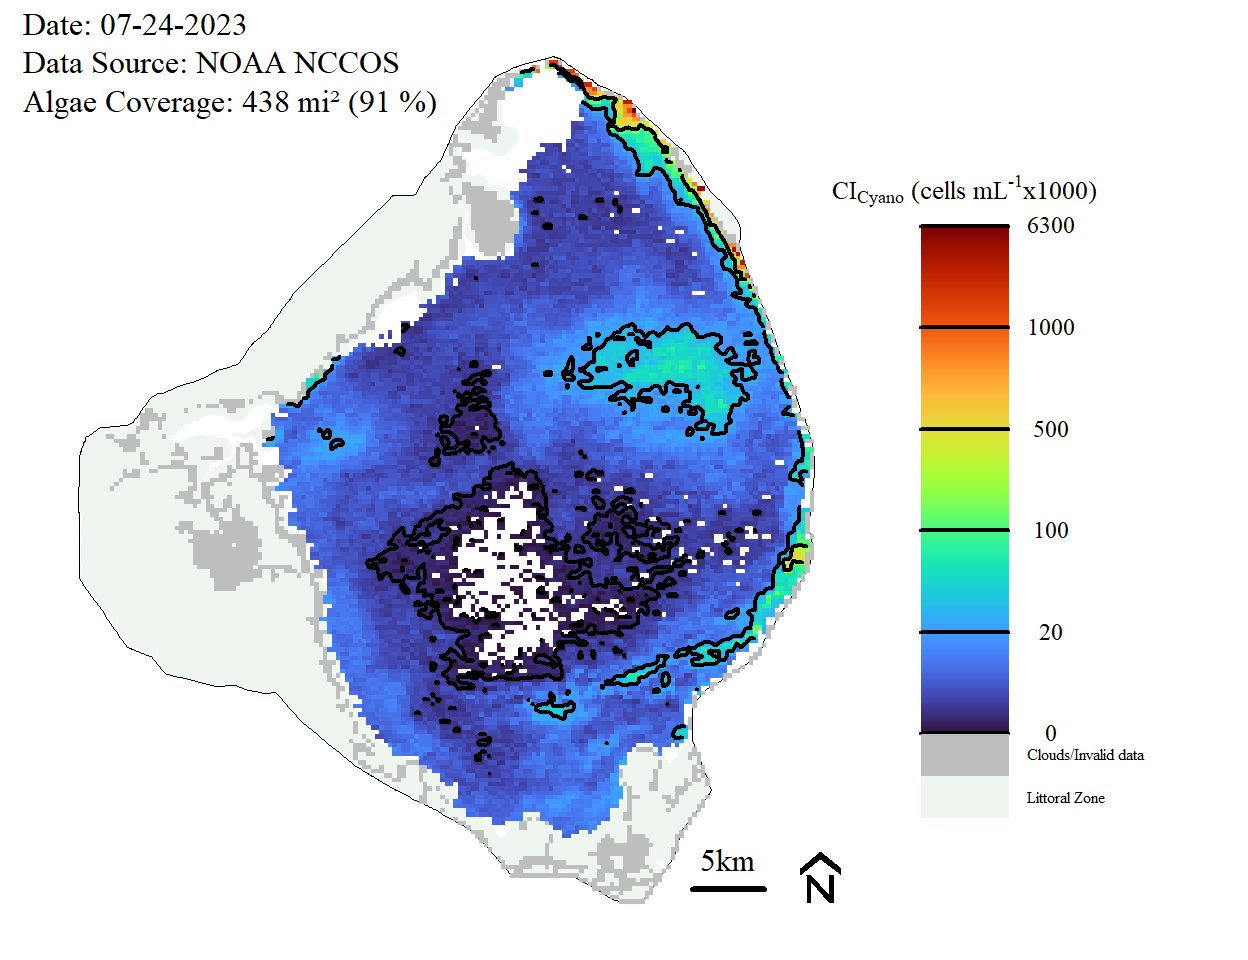 Date: 07-24-2023
Data Source: NOAA NCCOS
Algae Coverage: 438 mi² (91 %)
CI_Cyano (cells mL⁻¹x1000)
6300
1000
500
100
20
0
Clouds/Invalid data
Littoral Zone
5km
N